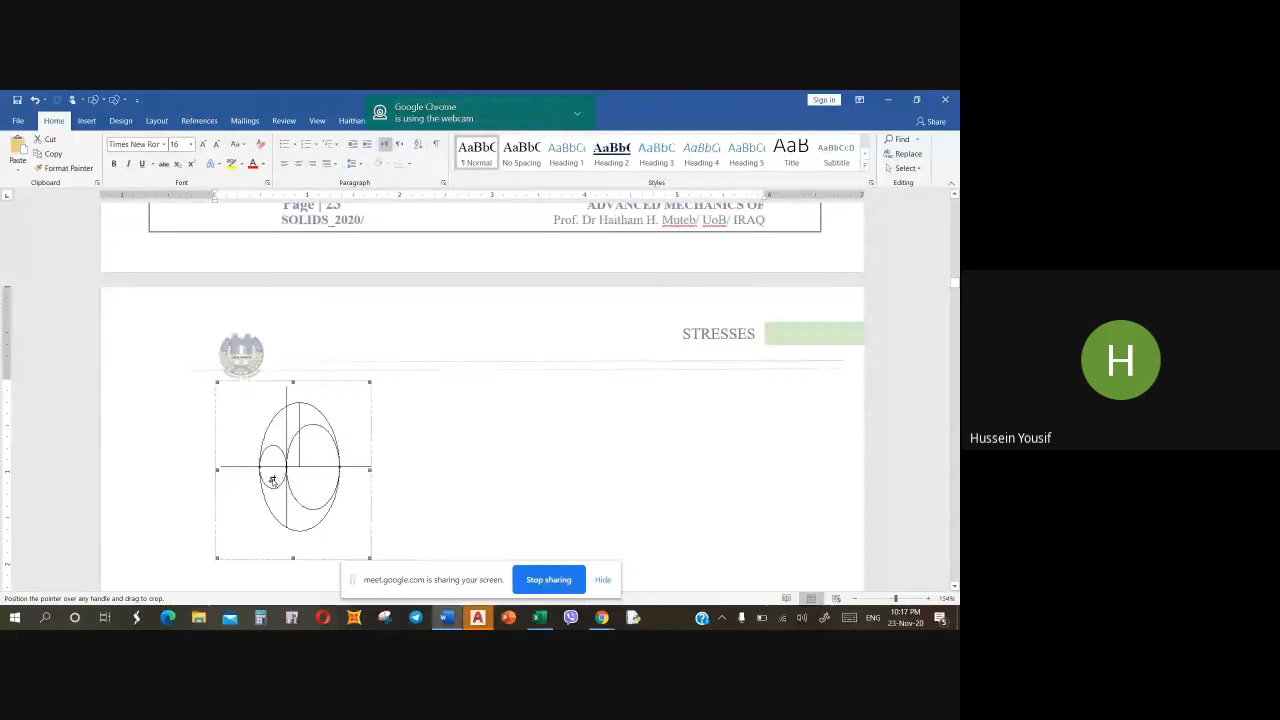 Google Chrome
is using the webcam
Sign in
File Home Insert Design Layout References Mailings Review View Haithan
Share
Paste
Cut
Copy
Format Painter
Clipboard
Times New Ror 16
Font
Paragraph
AaBbC AaBbC AaBbC AaBbC AaBbC AaBbC AaBbC AaB AaBbCcD
¶ Normal No Spacing Heading 1 Heading 2 Heading 3 Heading 4 Heading 5 Title Subtitle
Styles
Find
Replace
Select
Editing
Page | 25 ADVANCED MECHANICS OF
SOLIDS_2020/ Prof. Dr Haitham H. Muteb/ UoB/ IRAQ
STRESSES
meet.google.com is sharing your screen. Stop sharing Hide
Position the pointer over any handle and drag to crop.
154%
ENG
10:17 PM
23-Nov-20
H
Hussein Yousif